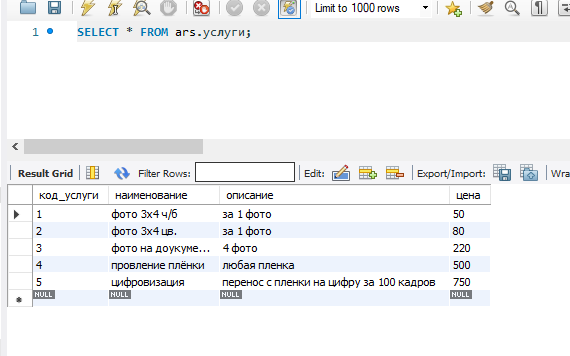 Limit to 1000 rows
1 SELECT * FROM ars.услуги;
Result Grid Filter Rows: Edit: Export/Import: Wra
код_услуги наименование описание цена
1 фото 3х4 ч/б за 1 фото 50
2 фото 3х4 цв. за 1 фото 80
3 фото на доукуме... 4 фото 220
4 провление плёнки любая пленка 500
5 цифровизация перенос с пленки на цифру за 100 кадров 750
NULL NULL NULL NULL